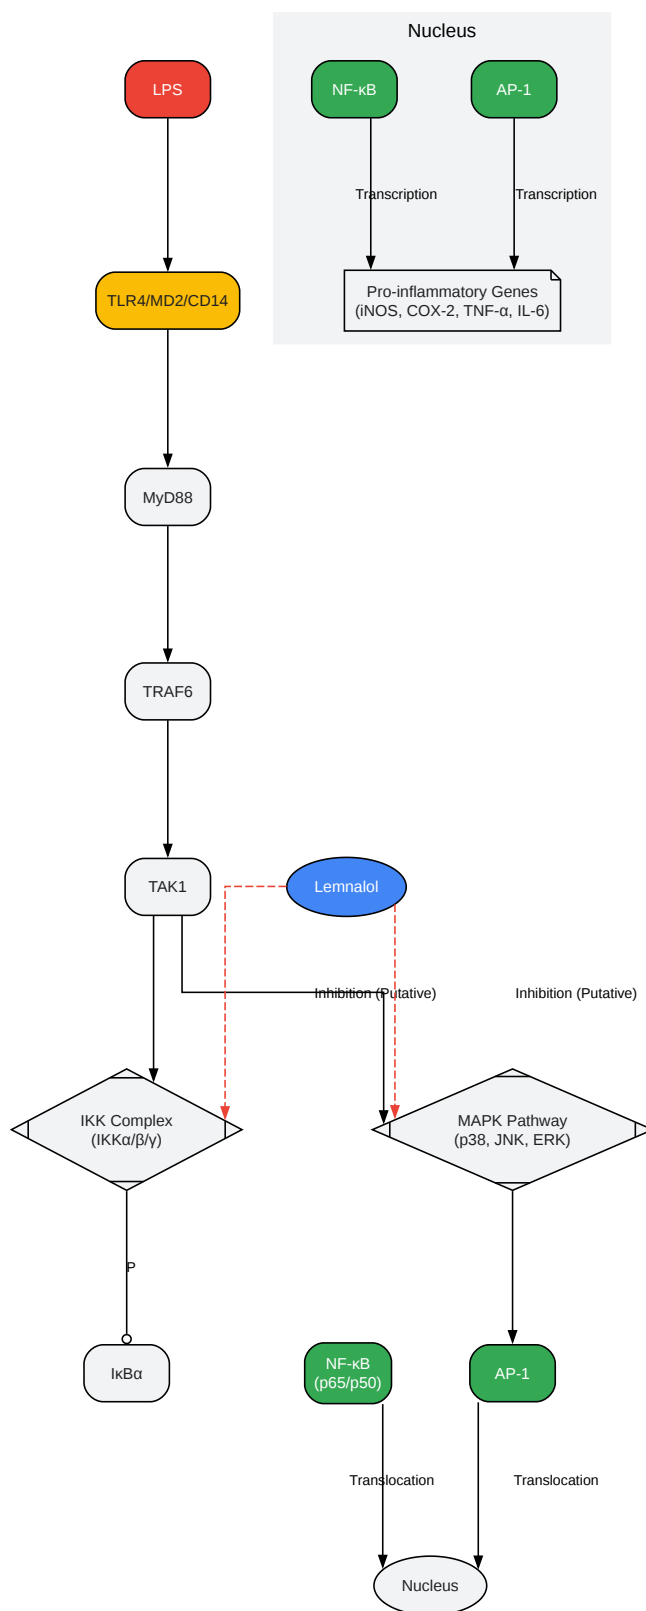 Nucleus
LPS
NF-κB
AP-1
Transcription
Transcription
TLR4/MD2/CD14
Pro-inflammatory Genes
(iNOS, COX-2, TNF-α, IL-6)
MyD88
TRAF6
TAK1
Lemnalol
Inhibition (Putative)
Inhibition (Putative)
IKK Complex
(IKKα/β/γ)
MAPK Pathway
(p38, JNK, ERK)
P
IκBα
NF-κB
(p65/p50)
AP-1
Translocation
Translocation
Nucleus